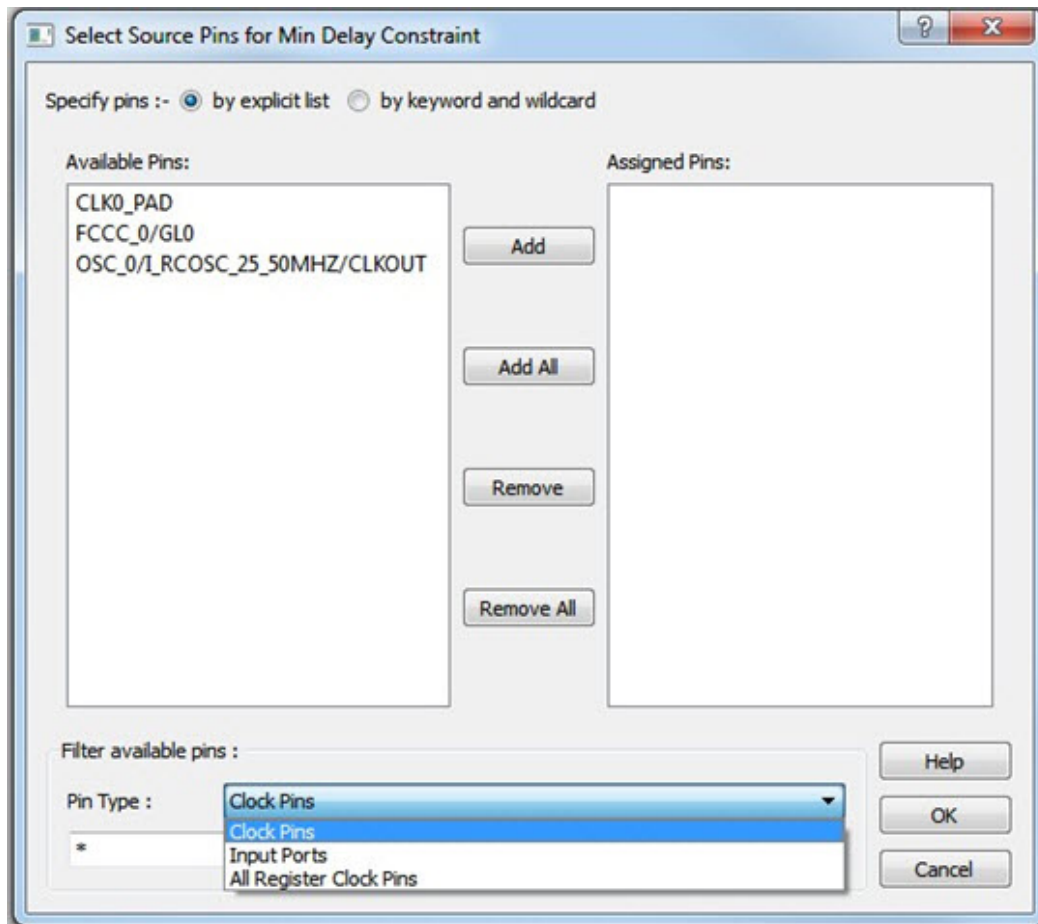 Select Source Pins for Min Delay Constraint
Specify pins :- by explicit list by keyword and wildcard
Available Pins:
Assigned Pins:
CLK0_PAD
FCCC_0/GL0
OSC_0/I_RCOSC_25_50MHZ/CLKOUT
Add
Add All
Remove
Remove All
Filter available pins :
Pin Type :
Clock Pins
Clock Pins
Input Ports
All Register Clock Pins
*
Help
OK
Cancel